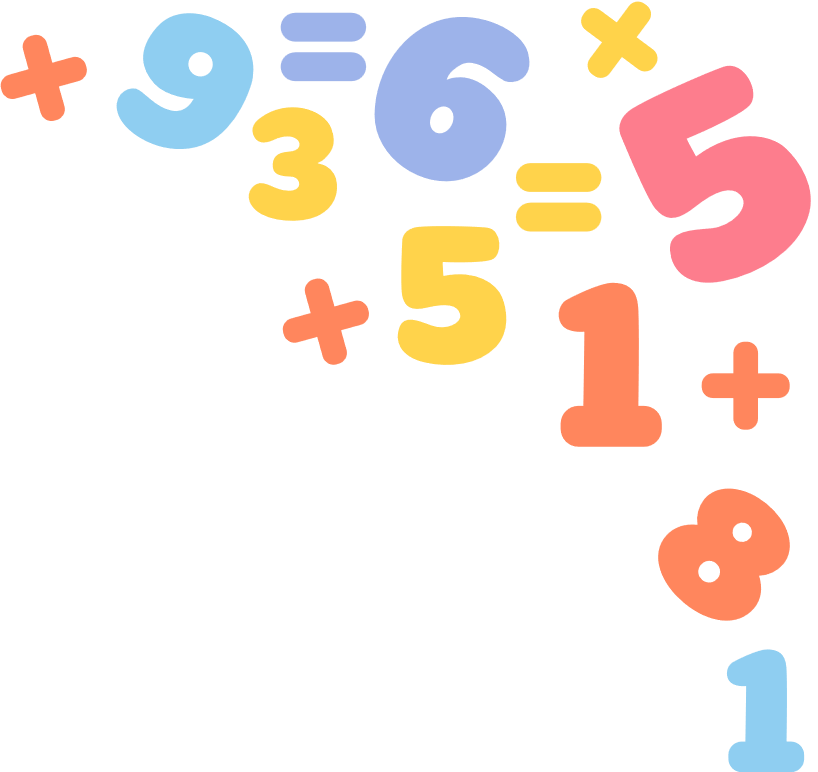 + 9 = 6 ×
3 = 5
+ 5 1 +
8
1